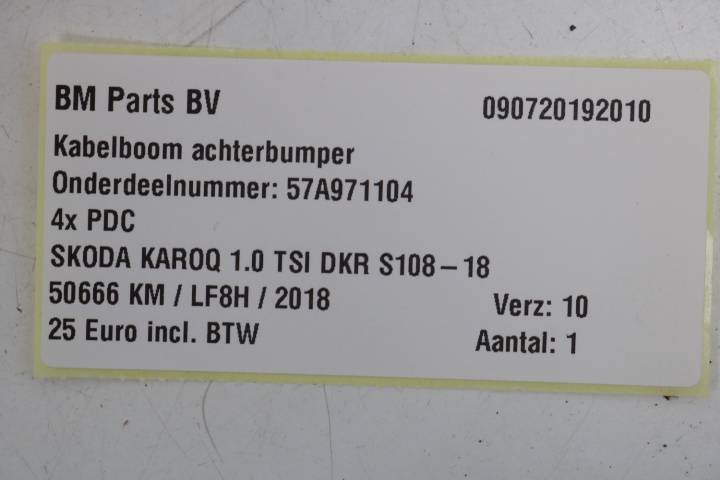 BM Parts BV 090720192010
Kabelboom achterbumper
Onderdeelnummer: 57A971104
4x PDC
SKODA KAROQ 1.0 TSI DKR S108-18
50666 KM / LF8H / 2018 Verz: 10
25 Euro incl. BTW Aantal: 1